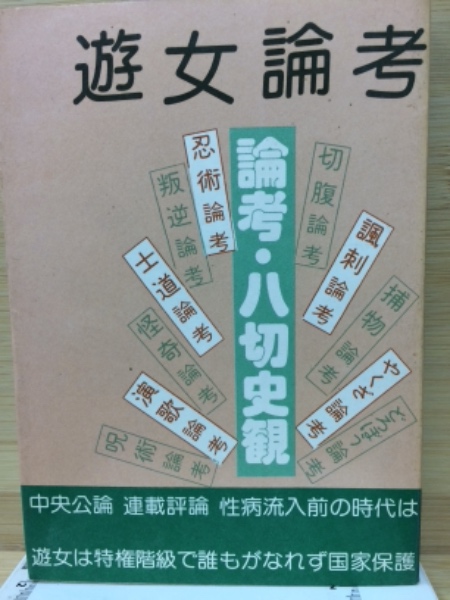 遊女論考
論考・八切史観
忍術論考
叛逆論考
士道論考
怪奇論考
演歌論考
呪術論考
切腹論考
諷刺論考
捕物論考
やくざ論考
どろぼう論考
中央公論 連載評論 性病流入前の時代は
遊女は特権階級で誰もがなれず国家保護